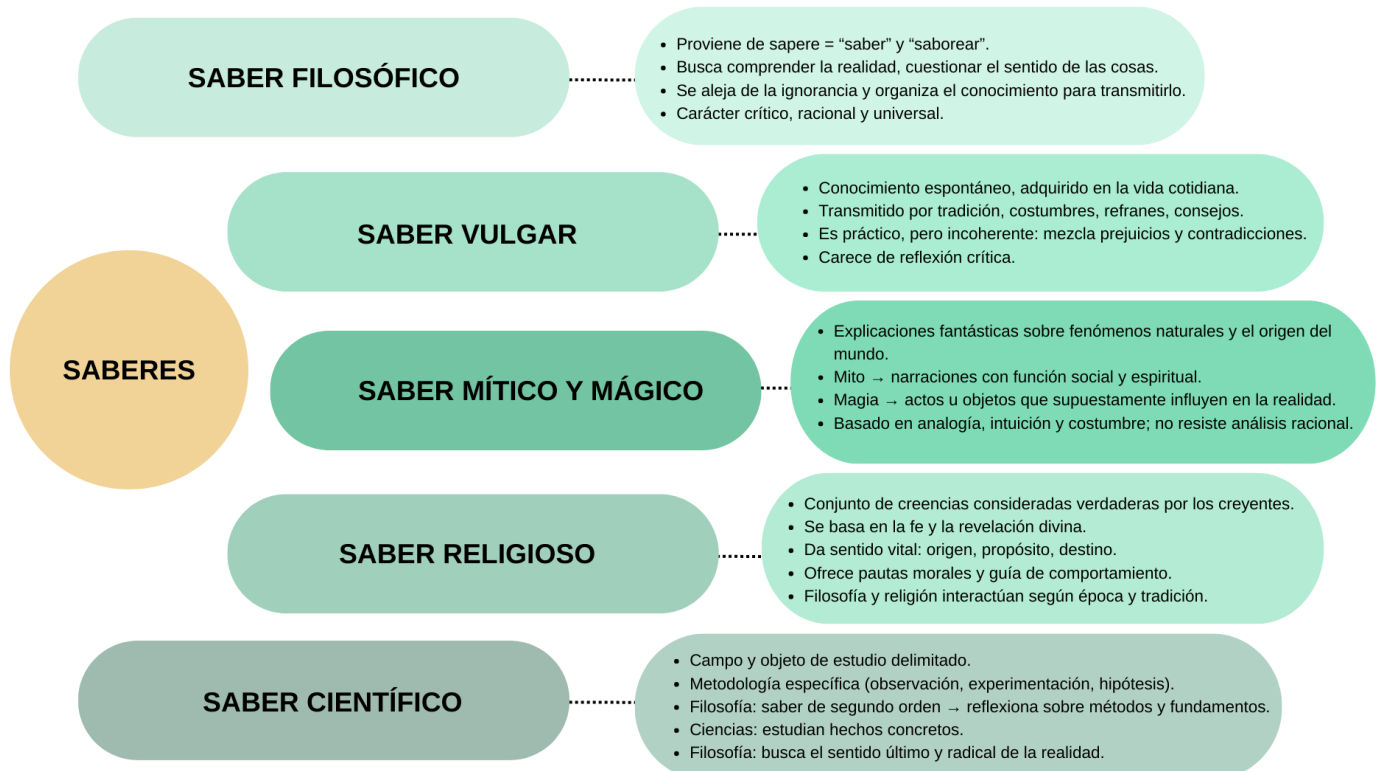 SABERES
SABER FILOSÓFICO
• Proviene de sapere = “saber” y “saborear”.
• Busca comprender la realidad, cuestionar el sentido de las cosas.
• Se aleja de la ignorancia y organiza el conocimiento para transmitirlo.
• Carácter crítico, racional y universal.
SABER VULGAR
• Conocimiento espontáneo, adquirido en la vida cotidiana.
• Transmitido por tradición, costumbres, refranes, consejos.
• Es práctico, pero incoherente: mezcla prejuicios y contradicciones.
• Carece de reflexión crítica.
SABER MÍTICO Y MÁGICO
• Explicaciones fantásticas sobre fenómenos naturales y el origen del
mundo.
• Mito → narraciones con función social y espiritual.
• Magia → actos u objetos que supuestamente influyen en la realidad.
• Basado en analogía, intuición y costumbre; no resiste análisis racional.
SABER RELIGIOSO
• Conjunto de creencias consideradas verdaderas por los creyentes.
• Se basa en la fe y la revelación divina.
• Da sentido vital: origen, propósito, destino.
• Ofrece pautas morales y guía de comportamiento.
• Filosofía y religión interactúan según época y tradición.
SABER CIENTÍFICO
• Campo y objeto de estudio delimitado.
• Metodología específica (observación, experimentación, hipótesis).
• Filosofía: saber de segundo orden → reflexiona sobre métodos y fundamentos.
• Ciencias: estudian hechos concretos.
• Filosofía: busca el sentido último y radical de la realidad.